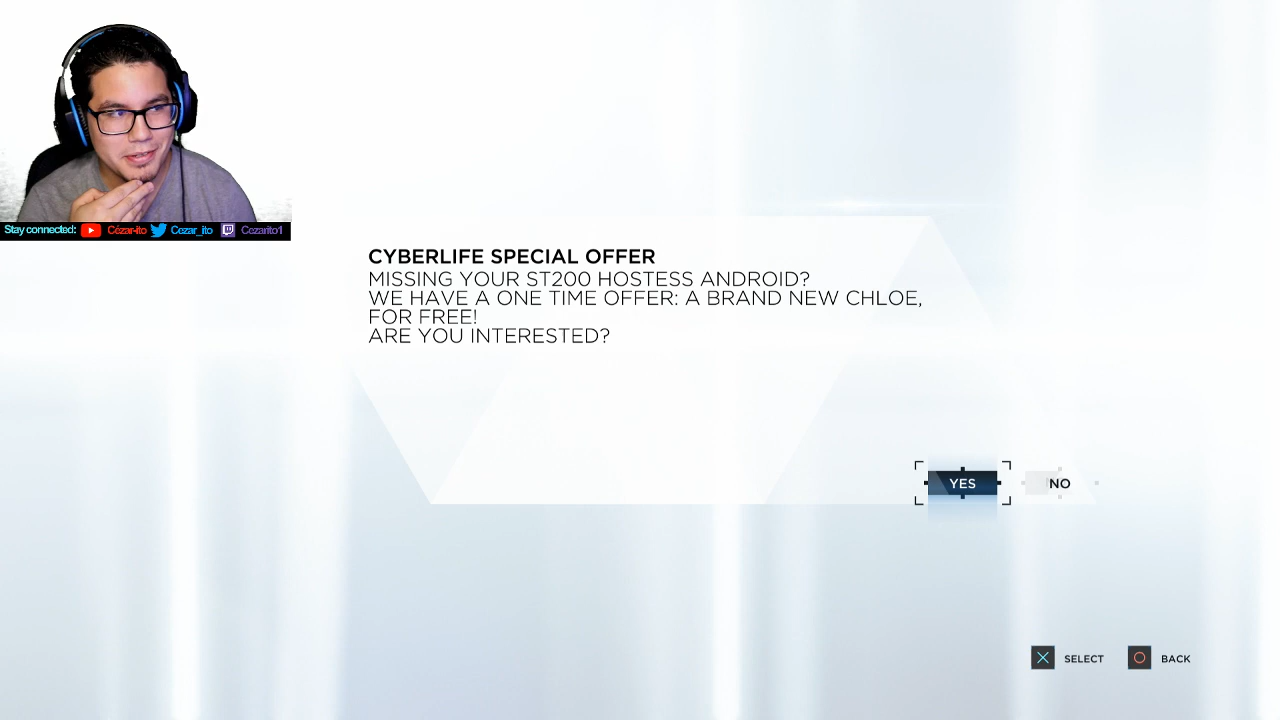 Stay connected: Cézar-ito Cezar_ito Cezarito1
CYBERLIFE SPECIAL OFFER
MISSING YOUR ST200 HOSTESS ANDROID?
WE HAVE A ONE TIME OFFER: A BRAND NEW CHLOE,
FOR FREE!
ARE YOU INTERESTED?
YES NO
SELECT BACK